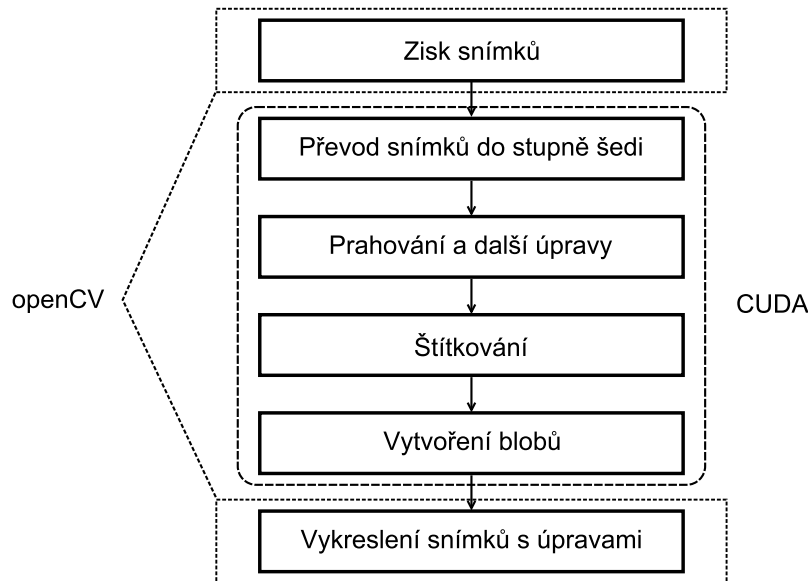 Zisk snímků
Převod snímků do stupně šedi
Prahování a další úpravy
openCV
CUDA
Štítkování
Vytvoření blobů
Vykreslení snímků s úpravami